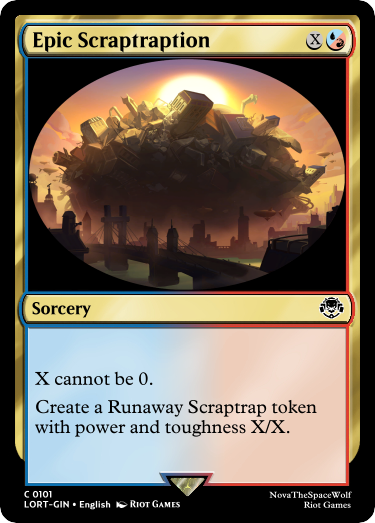 Epic Scraptraption X
Sorcery
X cannot be 0.
Create a Runaway Scraptrap token
with power and toughness X/X.
C 0101
LORT-GIN • English RIOT GAMES
NovaTheSpaceWolf
Riot Games